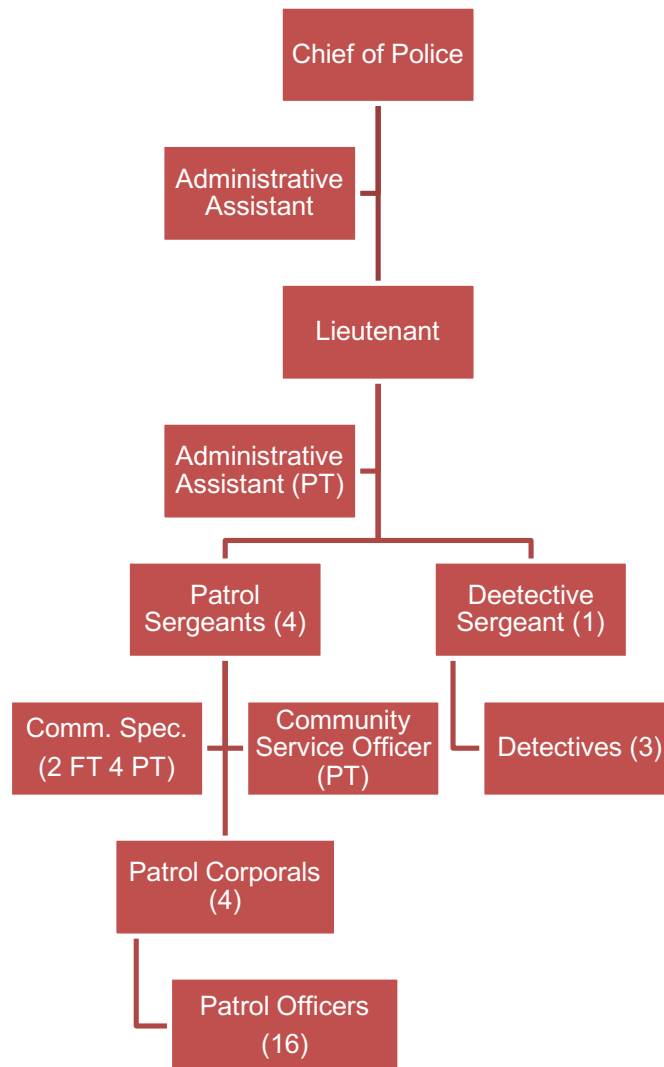 Chief of Police
Administrative
Assistant
Lieutenant
Administrative
Assistant (PT)
Patrol
Sergeants (4)
Deetective
Sergeant (1)
Comm. Spec.
(2 FT 4 PT)
Community
Service Officer
(PT)
Detectives (3)
Patrol Corporals
(4)
Patrol Officers
(16)